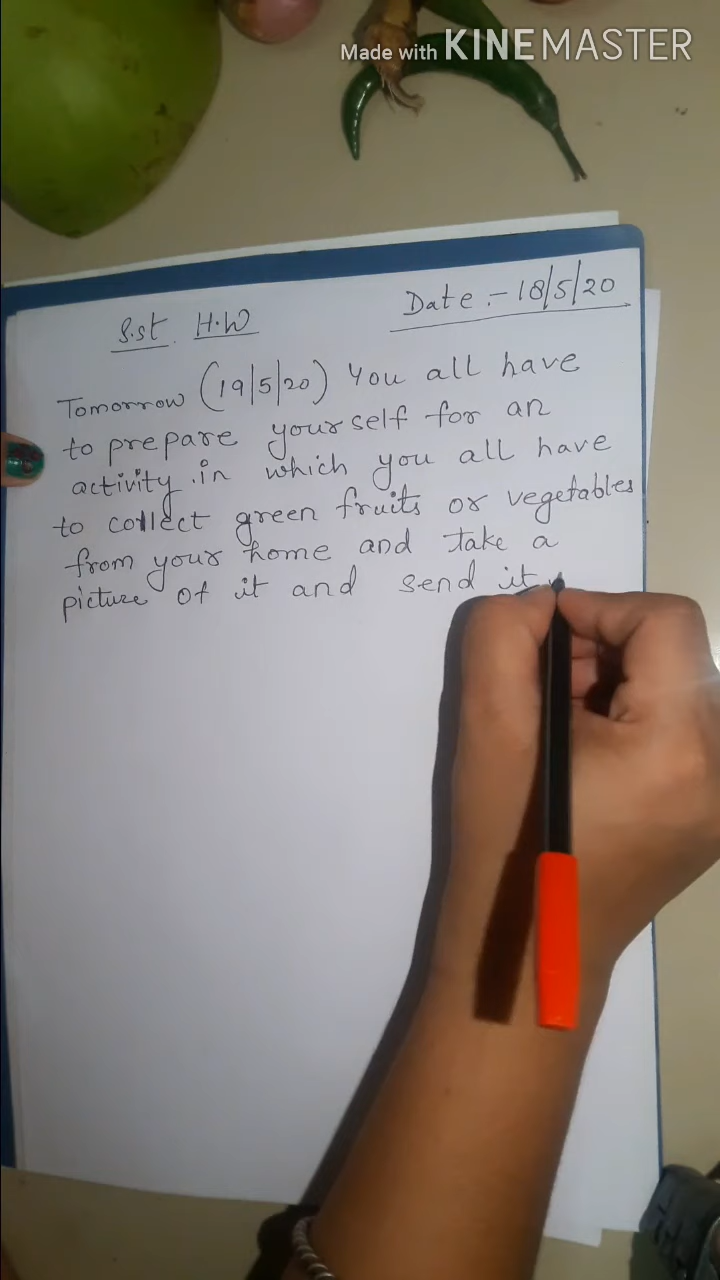 Made with KINEMASTER
S.st. H.W
Date :- 18/5/20
Tomorrow (19/5/20) You all have
to prepare yourself for an
activity in which you all have
to collect green fruits or vegetables
from your home and take a
picture of it and send it